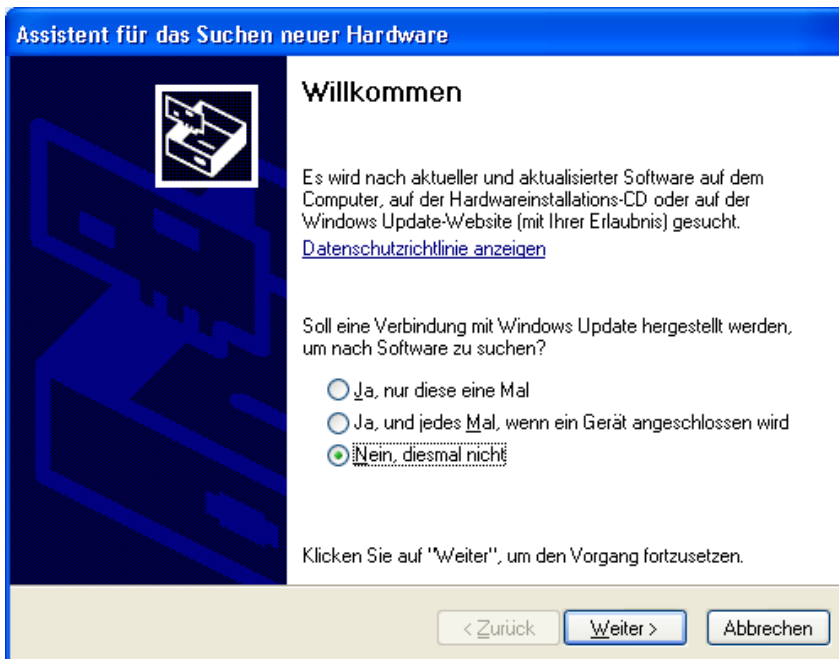 Assistent für das Suchen neuer Hardware
Willkommen
Es wird nach aktueller und aktualisierter Software auf dem
Computer, auf der Hardwareinstallations-CD oder auf der
Windows Update-Website (mit Ihrer Erlaubnis) gesucht.
Datenschutzrichtlinie anzeigen
Soll eine Verbindung mit Windows Update hergestellt werden,
um nach Software zu suchen?
Ja, nur diese eine Mal
Ja, und jedes Mal, wenn ein Gerät angeschlossen wird
Nein, diesmal nicht
Klicken Sie auf "Weiter", um den Vorgang fortzusetzen.
< Zurück Weiter > Abbrechen